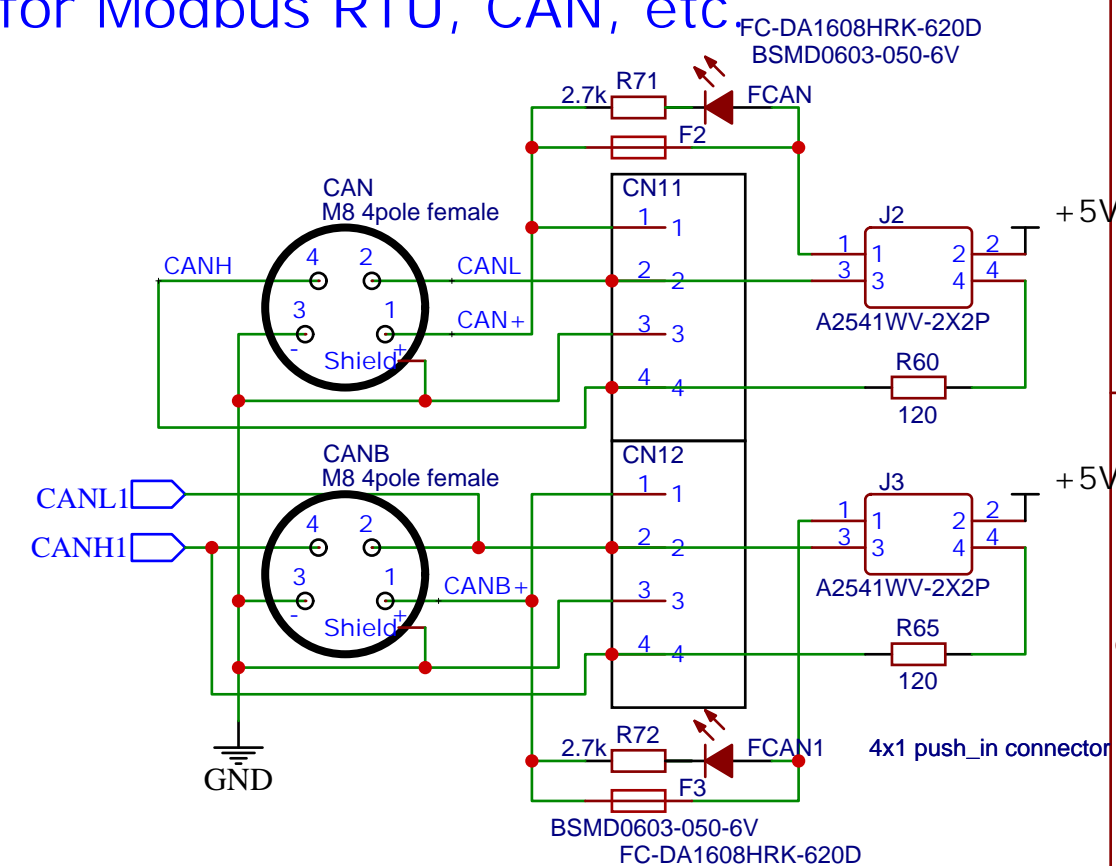 for Modbus RTU, CAN, etc.
FC-DA1608HRK-620D
BSMD0603-050-6V
R71
2.7k
FCAN
F2
CAN
M8 4pole female
CN11
1 1
J2
+5V
CANH
4 2
CANL
2 2
1 1 2 2
3 3 4 4
3 1
CAN+
3 3
A2541WV-2X2P
- +
Shield
R60
4 4
120
CANB
M8 4pole female
CN12
1 1
J3
+5V
CANL1
CANH1
4 2
2 2
1 1 2 2
3 3 4 4
3 1
CANB+
3 3
A2541WV-2X2P
- +
Shield
R65
4 4
120
R72
2.7k
FCAN1
4x1 push_in connector
GND
F3
BSMD0603-050-6V
FC-DA1608HRK-620D